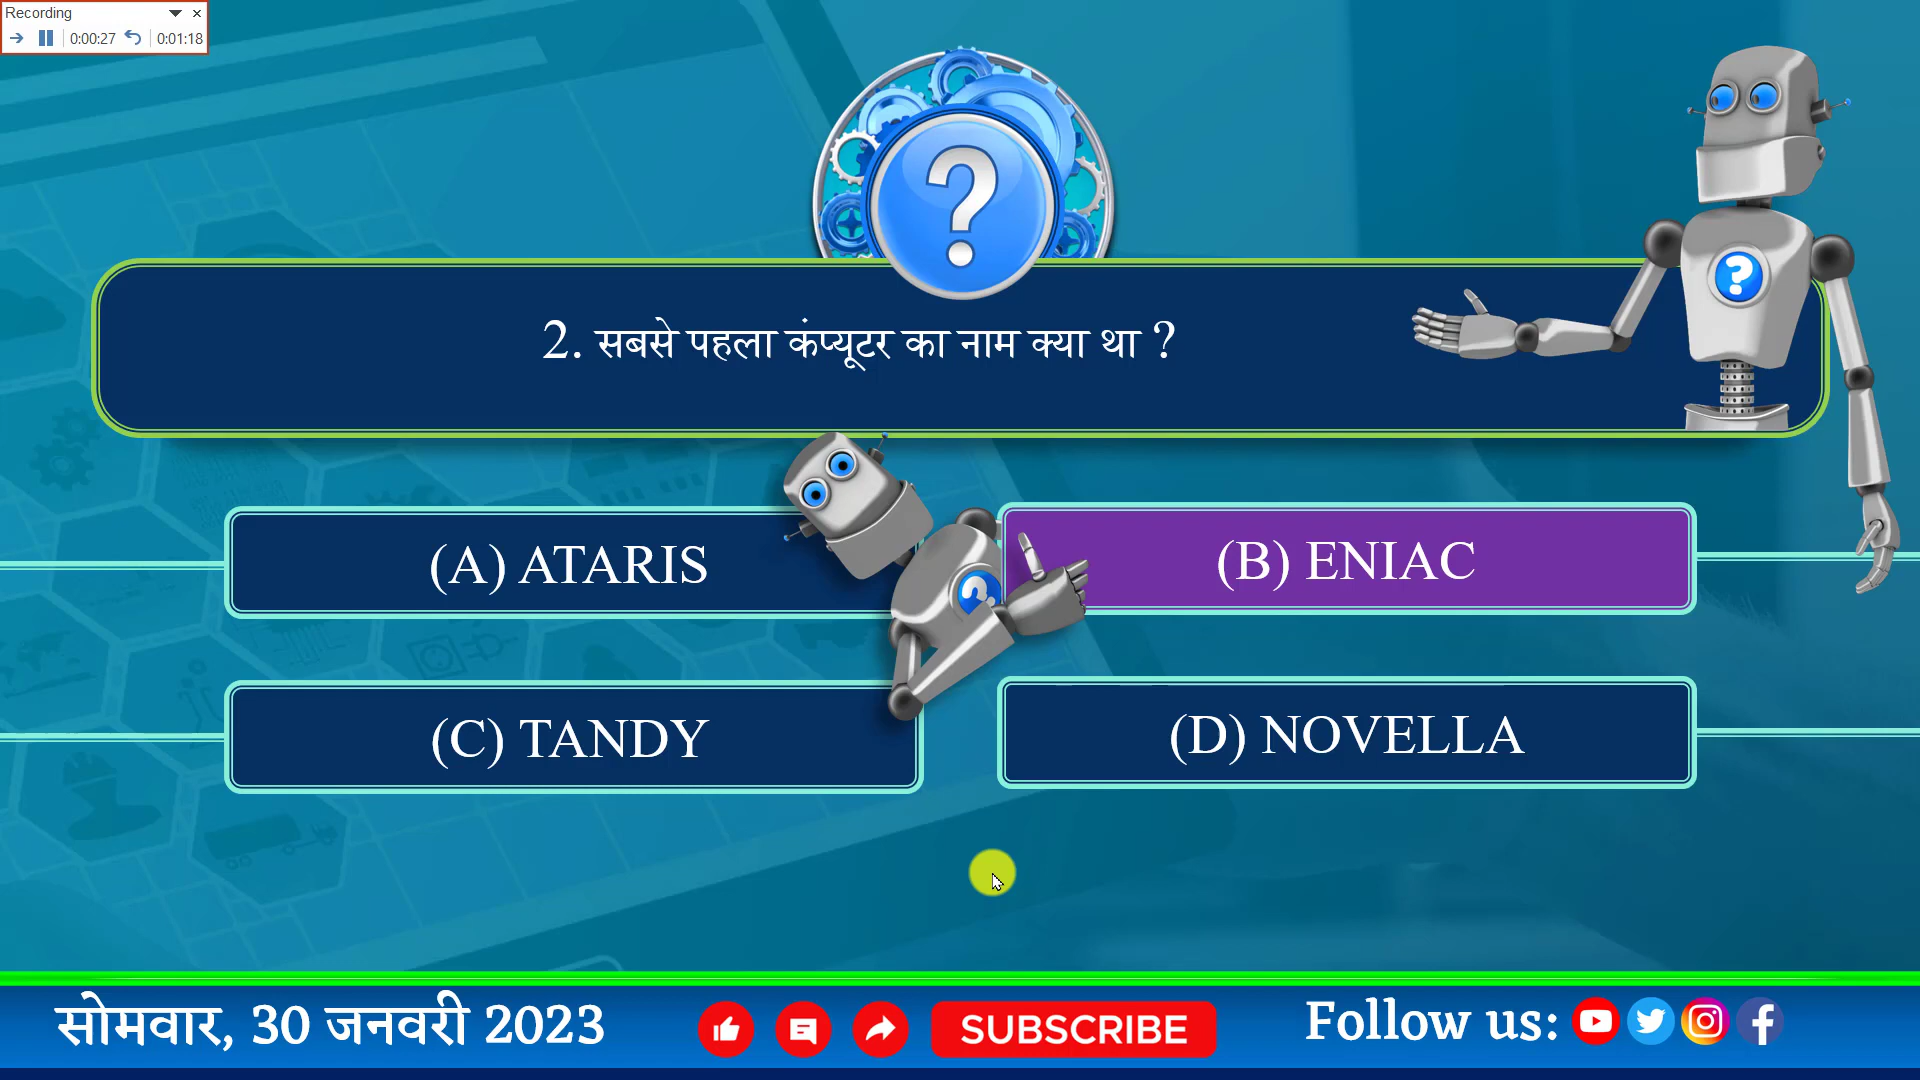 Recording
0:00:27 0:01:18
2. सबसे पहला कंप्यूटर का नाम क्या था ?
(A) ATARIS
(B) ENIAC
(C) TANDY
(D) NOVELLA
सोमवार, 30 जनवरी 2023
SUBSCRIBE
Follow us: